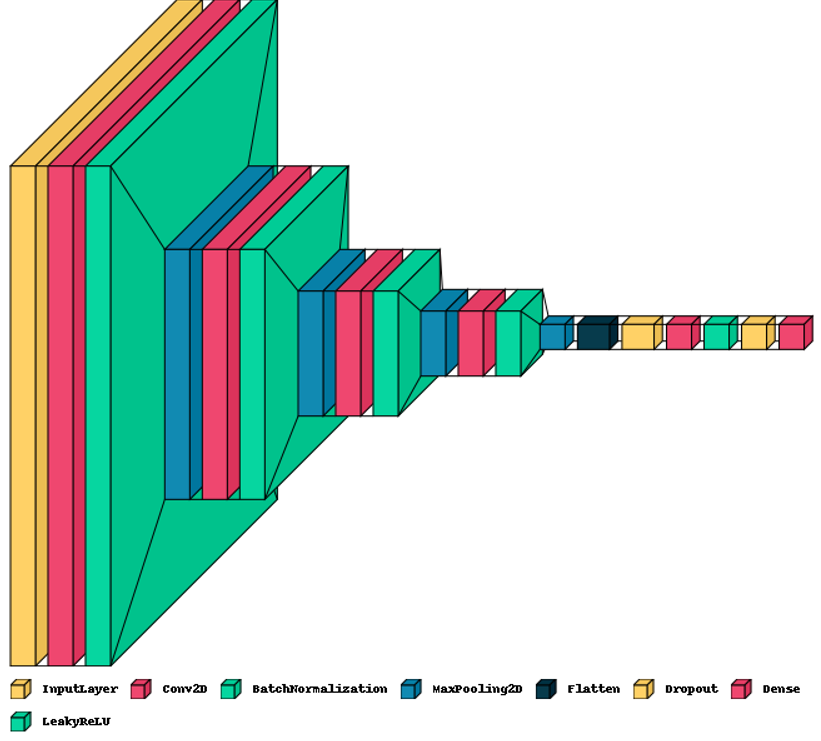 InputLayer Conv2D BatchNormalization MaxPooling2D Flatten Dropout Dense
LeakyReLU